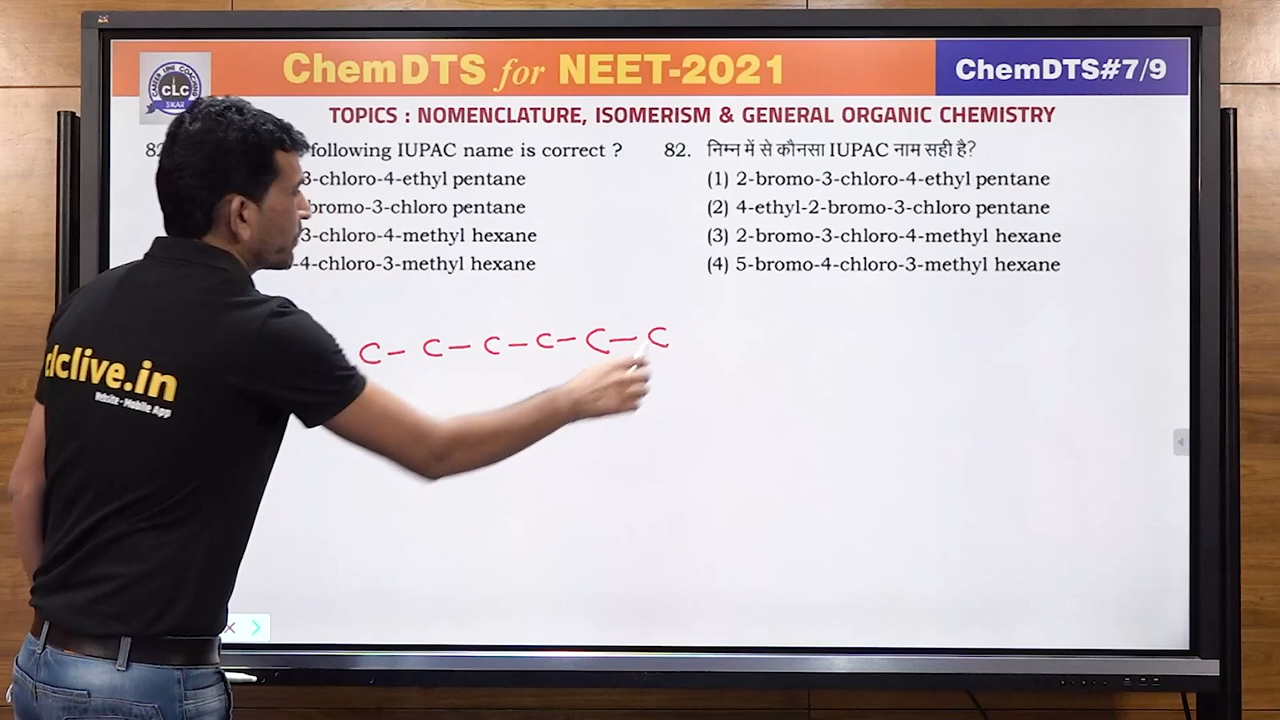 ChemDTS for NEET-2021
ChemDTS#7/9
CLC
SIKAR
TOPICS : NOMENCLATURE, ISOMERISM & GENERAL ORGANIC CHEMISTRY
following IUPAC name is correct ?
3-chloro-4-ethyl pentane
bromo-3-chloro pentane
3-chloro-4-methyl hexane
-4-chloro-3-methyl hexane
82. निम्न में से कौनसा IUPAC नाम सही है?
(1) 2-bromo-3-chloro-4-ethyl pentane
(2) 4-ethyl-2-bromo-3-chloro pentane
(3) 2-bromo-3-chloro-4-methyl hexane
(4) 5-bromo-4-chloro-3-methyl hexane
C – C – C – C – C – C
clclive.in
Website - Mobile App